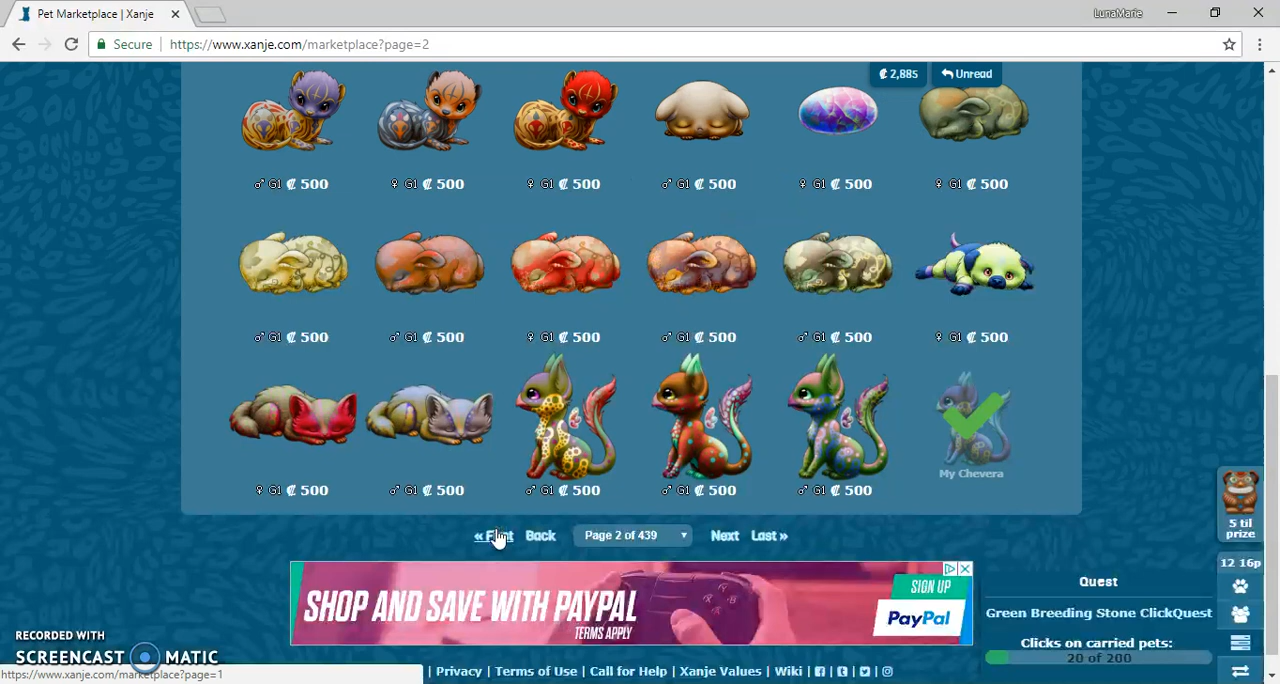 Pet Marketplace | Xanje
LunaMarie
Secure
https://www.xanje.com/marketplace?page=2
₡ 2,885
Unread
♂ G1 ₡ 500 ♀ G1 ₡ 500 ♀ G1 ₡ 500 ♂ G1 ₡ 500 ♀ G1 ₡ 500 ♀ G1 ₡ 500
♂ G1 ₡ 500 ♂ G1 ₡ 500 ♀ G1 ₡ 500 ♂ G1 ₡ 500 ♂ G1 ₡ 500 ♀ G1 ₡ 500
My Chevera
♀ G1 ₡ 500 ♂ G1 ₡ 500 ♂ G1 ₡ 500 ♂ G1 ₡ 500 ♂ G1 ₡ 500
« First Back Page 2 of 439 Next Last »
5 til
prize
12 16p
SHOP AND SAVE WITH PAYPAL
TERMS APPLY
SIGN UP
PayPal
Quest
Green Breeding Stone ClickQuest
Clicks on carried pets:
20 of 200
RECORDED WITH
SCREENCAST MATIC
https://www.xanje.com/marketplace?page=1
| Privacy | Terms of Use | Call for Help | Xanje Values | Wiki |